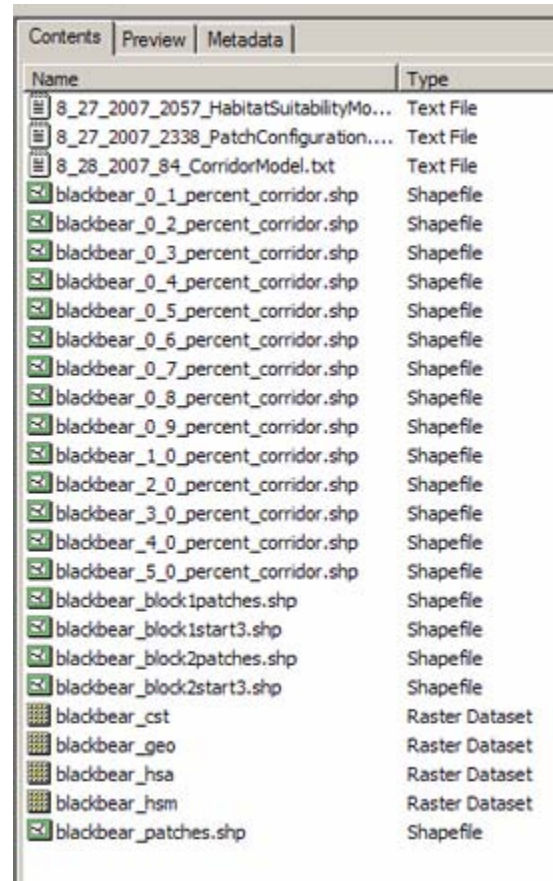 Contents Preview Metadata
Name Type
8_27_2007_2057_HabitatSuitabilityMo... Text File
8_27_2007_2338_PatchConfiguration.... Text File
8_28_2007_84_CorridorModel.txt Text File
blackbear_0_1_percent_corridor.shp Shapefile
blackbear_0_2_percent_corridor.shp Shapefile
blackbear_0_3_percent_corridor.shp Shapefile
blackbear_0_4_percent_corridor.shp Shapefile
blackbear_0_5_percent_corridor.shp Shapefile
blackbear_0_6_percent_corridor.shp Shapefile
blackbear_0_7_percent_corridor.shp Shapefile
blackbear_0_8_percent_corridor.shp Shapefile
blackbear_0_9_percent_corridor.shp Shapefile
blackbear_1_0_percent_corridor.shp Shapefile
blackbear_2_0_percent_corridor.shp Shapefile
blackbear_3_0_percent_corridor.shp Shapefile
blackbear_4_0_percent_corridor.shp Shapefile
blackbear_5_0_percent_corridor.shp Shapefile
blackbear_block1patches.shp Shapefile
blackbear_block1start3.shp Shapefile
blackbear_block2patches.shp Shapefile
blackbear_block2start3.shp Shapefile
blackbear_cst Raster Dataset
blackbear_geo Raster Dataset
blackbear_hsa Raster Dataset
blackbear_hsm Raster Dataset
blackbear_patches.shp Shapefile